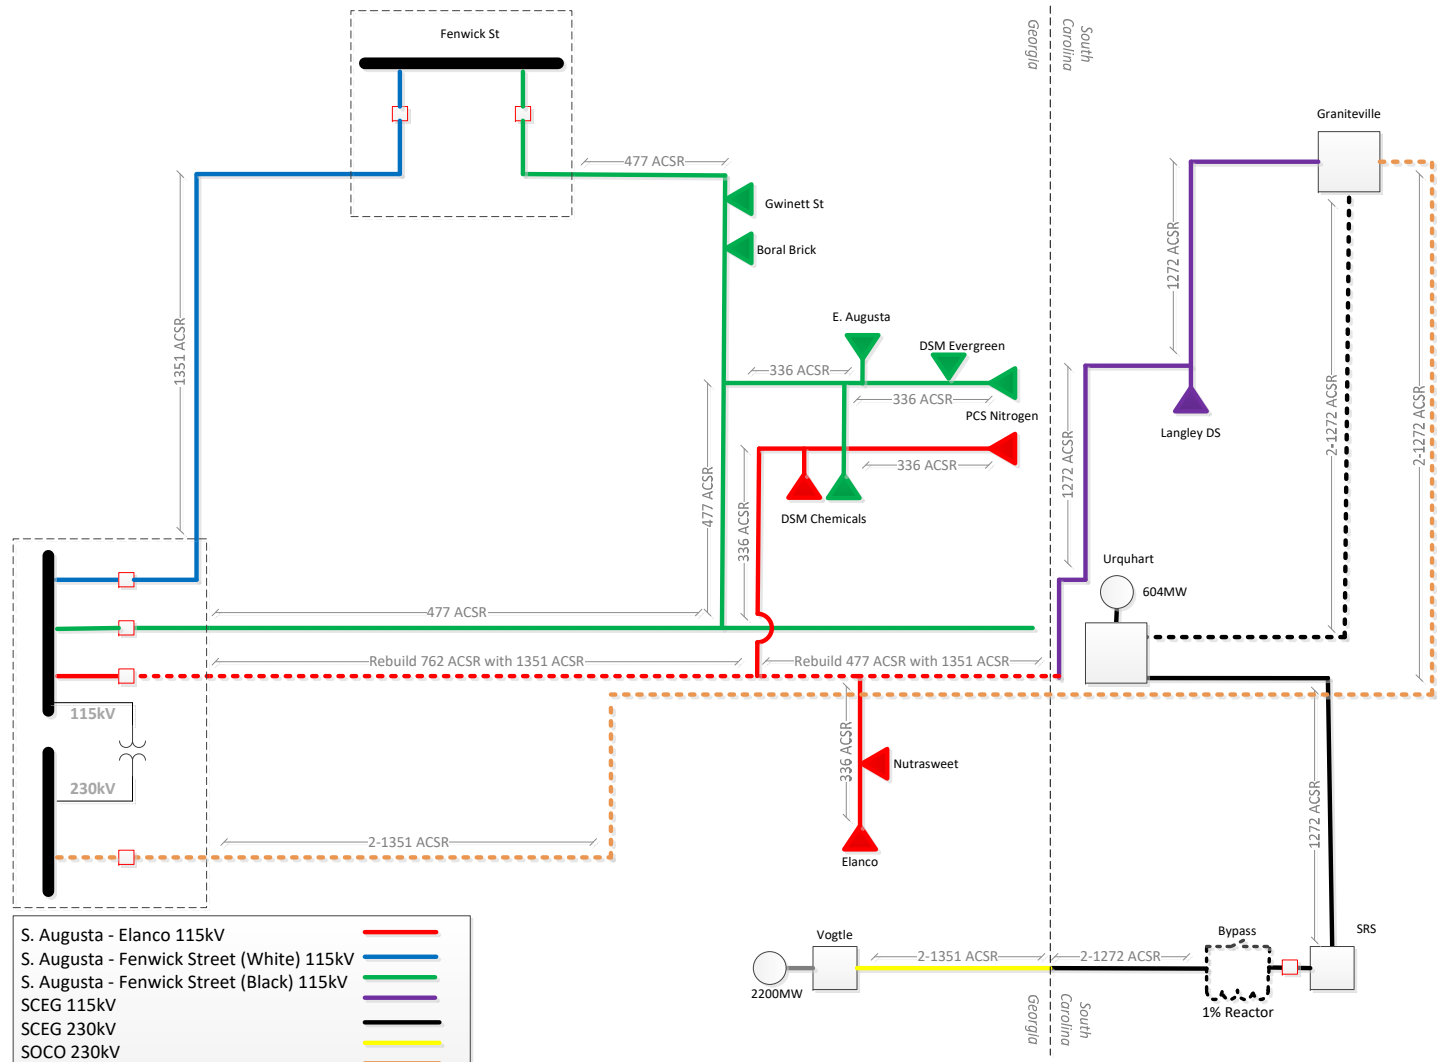 Fenwick St
Georgia
South
Carolina
Graniteville
477 ACSR
Gwinett St
Boral Brick
1351 ACSR
1272 ACSR
2-1272 ACSR
2-1272 ACSR
E. Augusta
DSM Evergreen
336 ACSR
336 ACSR
PCS Nitrogen
Langley DS
1272 ACSR
477 ACSR
336 ACSR
336 ACSR
DSM Chemicals
Urquhart
604MW
477 ACSR
Rebuild 762 ACSR with 1351 ACSR
Rebuild 477 ACSR with 1351 ACSR
115kV
230kV
336 ACSR
Nutrasweet
1272 ACSR
2-1351 ACSR
Elanco
S. Augusta - Elanco 115kV
S. Augusta - Fenwick Street (White) 115kV
S. Augusta - Fenwick Street (Black) 115kV
SCEG 115kV
SCEG 230kV
SOCO 230kV
Vogtle
2200MW
2-1351 ACSR
2-1272 ACSR
Bypass
SRS
1% Reactor
Georgia
South
Carolina